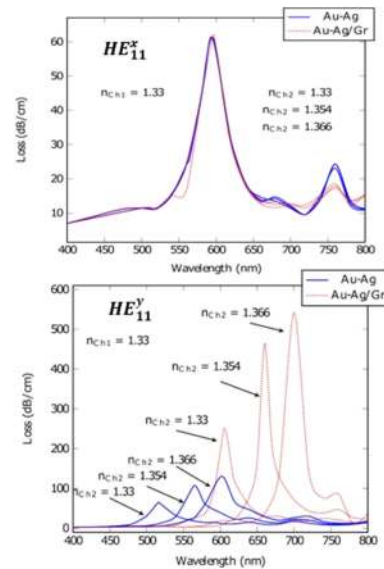 Au-Ag
Au-Ag/Gr
HE₁₁ˣ
n_Ch1 = 1.33
n_Ch2 = 1.33
n_Ch2 = 1.354
n_Ch2 = 1.366
Loss (dB/cm)
60
50
40
30
20
10
400 450 500 550 600 650 700 750 800
Wavelength (nm)
Au-Ag
Au-Ag/Gr
HE₁₁ʸ
n_Ch2 = 1.366
n_Ch1 = 1.33
n_Ch2 = 1.354
n_Ch2 = 1.33
n_Ch2 = 1.366
n_Ch2 = 1.354
n_Ch2 = 1.33
Loss (dB/cm)
600
500
400
300
200
100
0
400 450 500 550 600 650 700 750 800
Wavelength (nm)